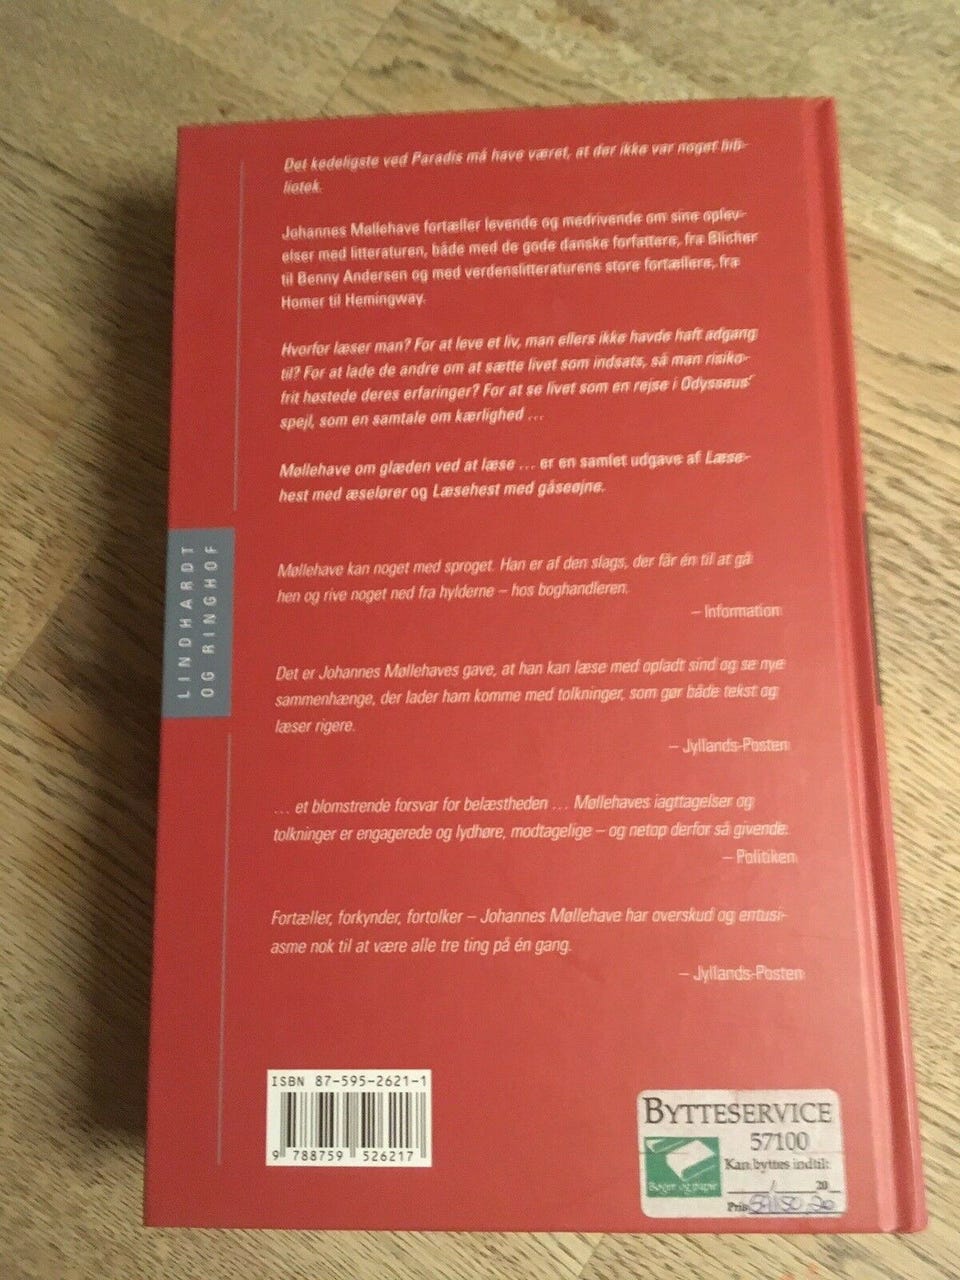 Det kedeligste ved Paradis må have været, at der ikke var noget bib-
liotek.
Johannes Møllehave fortæller levende og medrivende om sine oplev-
elser med litteraturen, både med de gode danske forfattere, fra Blicher
til Benny Andersen og med verdenslitteraturens store fortællere, fra
Homer til Hemingway.
Hvorfor læser man? For at leve et liv, man ellers ikke havde haft adgang
til? For at lade de andre om at sætte livet som indsats, så man risiko-
frit høstede deres erfaringer? For at se livet som en rejse i Odysseus'
spejl, som en samtale om kærlighed ...
Møllehave om glæden ved at læse ... er en samlet udgave af Læse-
hest med æselører og Læsehest med gåseøjne.
LINDHARDT
OG RINGHOF
Møllehave kan noget med sproget. Han er af den slags, der får én til at gå
hen og rive noget ned fra hylderne – hos boghandleren.
– Information
Det er Johannes Møllehaves gave, at han kan læse med opladt sind og se nye
sammenhænge, der lader ham komme med tolkninger, som gør både tekst og
læser rigere.
– Jyllands-Posten
... et blomstrende forsvar for belæstheden ... Møllehaves iagttagelser og
tolkninger er engagerede og lydhøre, modtagelige – og netop derfor så givende.
– Politiken
Fortæller, forkynder, fortolker – Johannes Møllehave har overskud og entusi-
asme nok til at være alle tre ting på én gang.
– Jyllands-Posten
ISBN 87-595-2621-1
9 788759 526217
BYTTESERVICE
57100
Kan byttes indtil:
/ 20
Bøger og papir
Pris